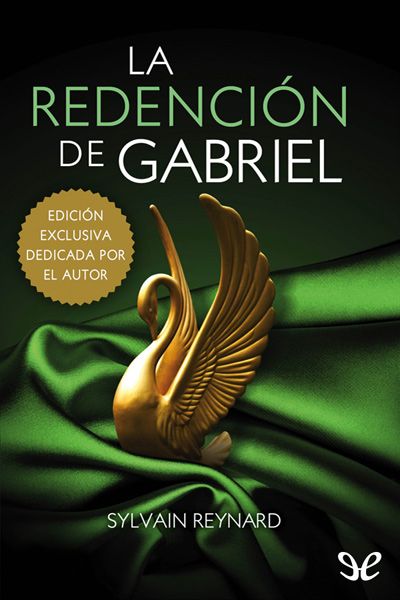 LA
REDENCIÓN
DE GABRIEL
EDICIÓN
EXCLUSIVA
DEDICADA POR
EL AUTOR
SYLVAIN REYNARD